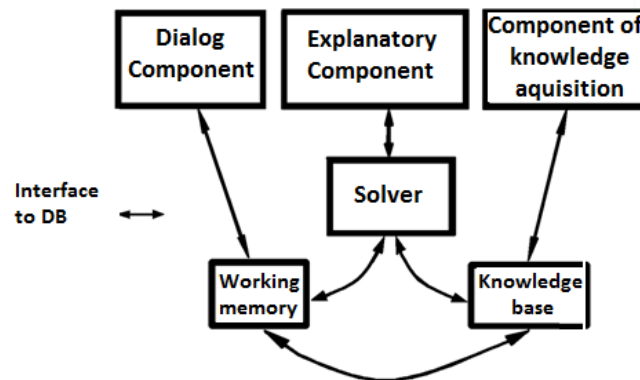 Dialog
Component
Explanatory
Component
Component of
knowledge
aquisition
Interface
to DB
Solver
Working
memory
Knowledge
base